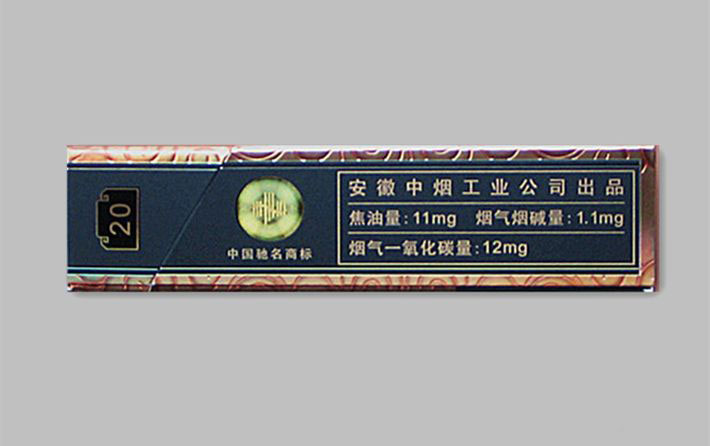 20
中国驰名商标
安徽中烟工业公司出品
焦油量:11mg 烟气烟碱量:1.1mg
烟气一氧化碳量:12mg